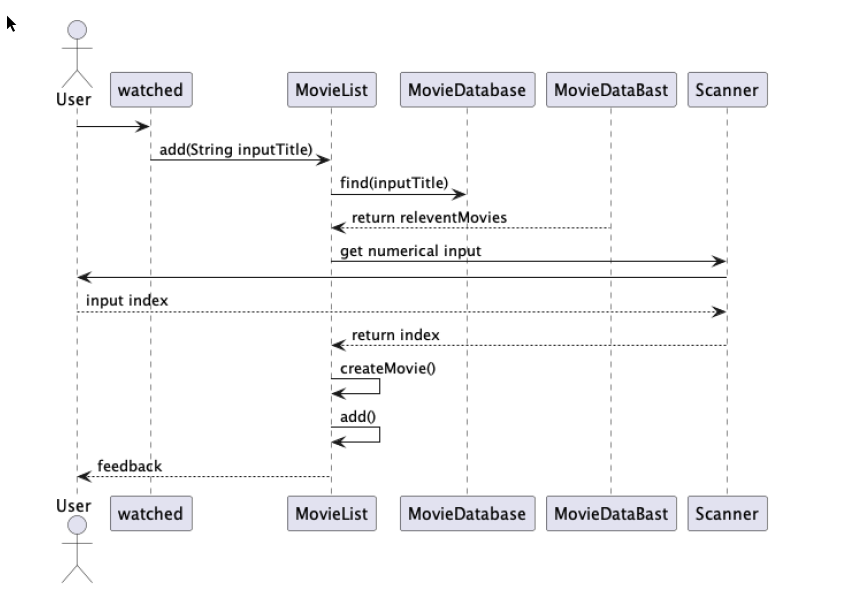 User
watched
MovieList
MovieDatabase
MovieDataBast
Scanner
add(String inputTitle)
find(inputTitle)
return releventMovies
get numerical input
input index
return index
createMovie()
add()
feedback
User
watched
MovieList
MovieDatabase
MovieDataBast
Scanner